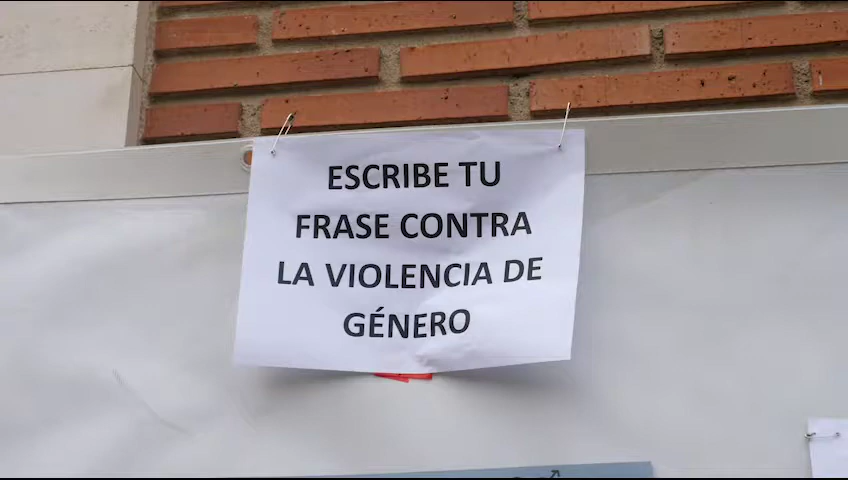 ESCRIBE TU
FRASE CONTRA
LA VIOLENCIA DE
GÉNERO